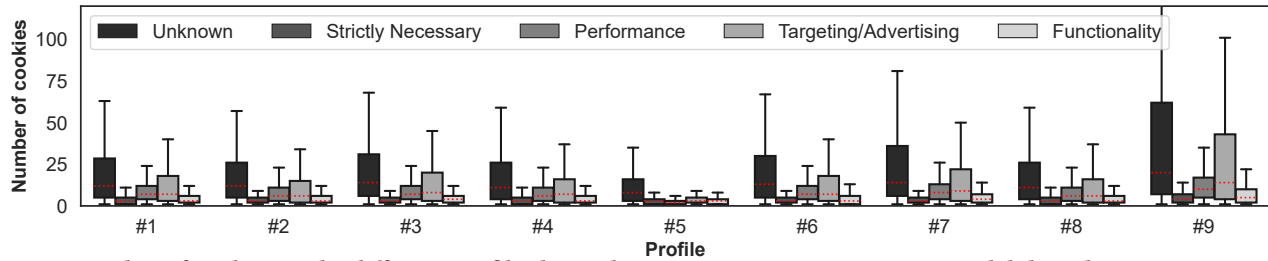 Number of cookies
100
75
50
25
0
Unknown
Strictly Necessary
Performance
Targeting/Advertising
Functionality
#1
#2
#3
#4
#5
#6
#7
#8
#9
Profile